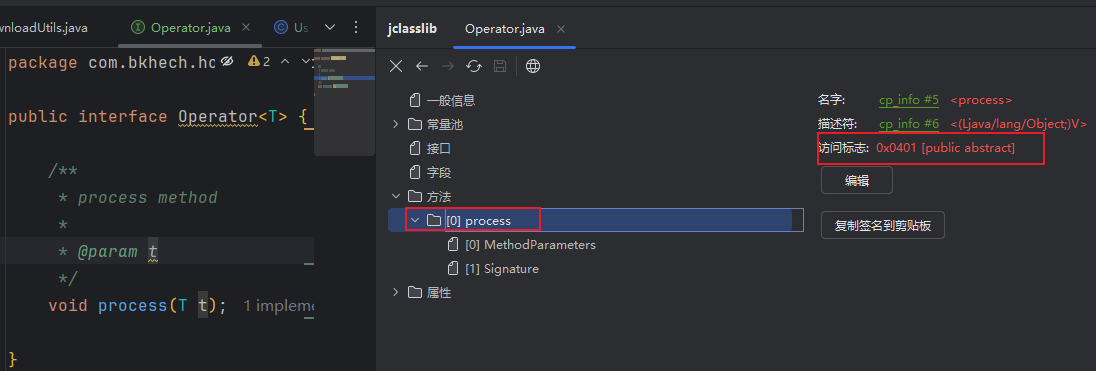 wnloadUtils.java
Operator.java
Us
package com.bkhech.ho
2
public interface Operator<T> {
/**
* process method
*
* @param t
*/
void process(T t);
1 impleme
}
jclasslib
Operator.java
一般信息
常量池
接口
字段
方法
[0] process
[0] MethodParameters
[1] Signature
属性
名字: cp_info #5 <process>
描述符: cp_info #6 <(Ljava/lang/Object;)V>
访问标志: 0x0401 [public abstract]
编辑
复制签名到剪贴板